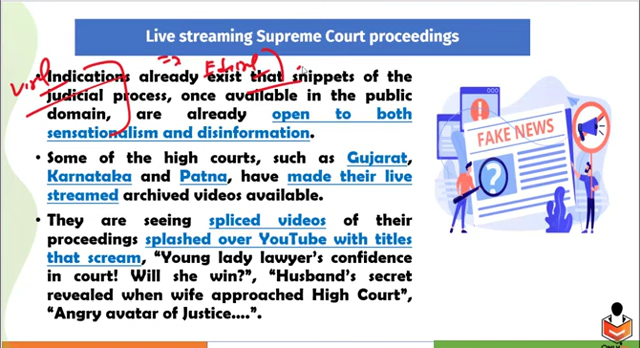 Live streaming Supreme Court proceedings
• Indications already exist that snippets of the
judicial process, once available in the public
domain, are already open to both
sensationalism and disinformation.
• Some of the high courts, such as Gujarat,
Karnataka and Patna, have made their live
streamed archived videos available.
• They are seeing spliced videos of their
proceedings splashed over YouTube with titles
that scream, “Young lady lawyer’s confidence
in court! Will she win?”, “Husband’s secret
revealed when wife approached High Court”,
“Angry avatar of Justice....”.
Viral
FAKE NEWS